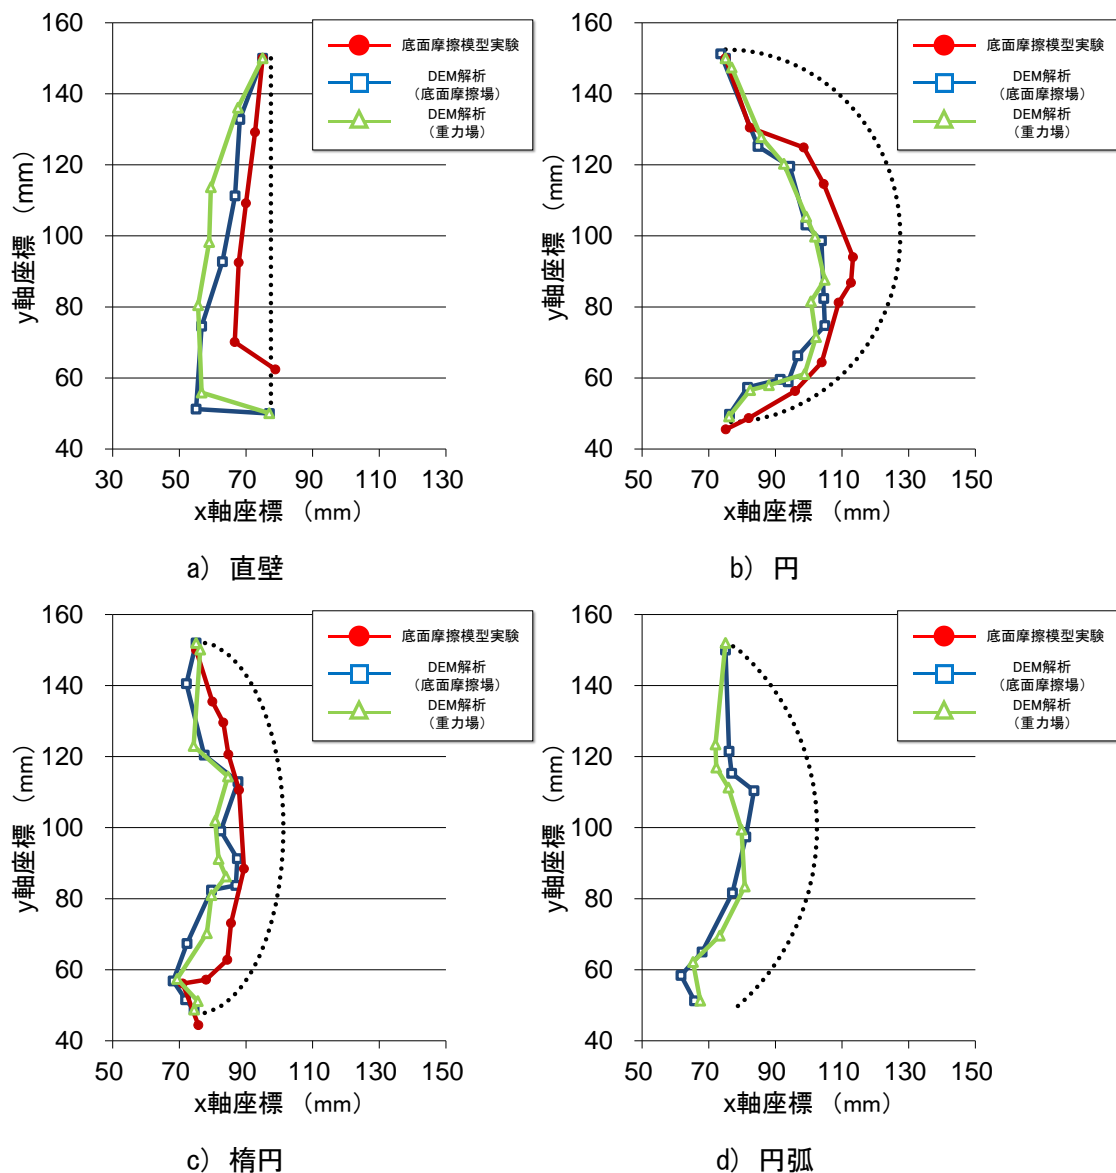 160
140
120
100
80
60
40
y軸座標 (mm)
30 50 70 90 110 130
x軸座標 (mm)
底面摩擦模型実験
DEM解析
(底面摩擦場)
DEM解析
(重力場)
a) 直壁
160
140
120
100
80
60
40
y軸座標 (mm)
50 70 90 110 130 150
x軸座標 (mm)
底面摩擦模型実験
DEM解析
(底面摩擦場)
DEM解析
(重力場)
b) 円
160
140
120
100
80
60
40
y軸座標 (mm)
50 70 90 110 130 150
x軸座標 (mm)
底面摩擦模型実験
DEM解析
(底面摩擦場)
DEM解析
(重力場)
c) 楕円
160
140
120
100
80
60
40
y軸座標 (mm)
50 70 90 110 130 150
x軸座標 (mm)
底面摩擦模型実験
DEM解析
(底面摩擦場)
DEM解析
(重力場)
d) 円弧